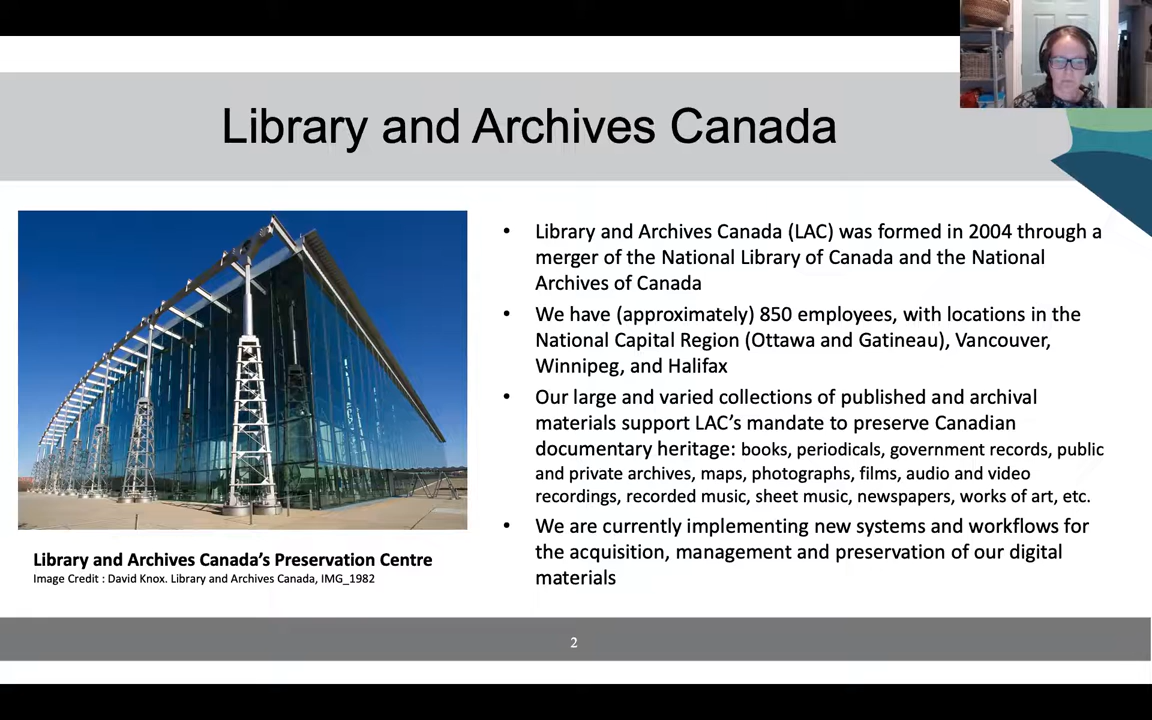 Library and Archives Canada
• Library and Archives Canada (LAC) was formed in 2004 through a
merger of the National Library of Canada and the National
Archives of Canada
• We have (approximately) 850 employees, with locations in the
National Capital Region (Ottawa and Gatineau), Vancouver,
Winnipeg, and Halifax
• Our large and varied collections of published and archival
materials support LAC’s mandate to preserve Canadian
documentary heritage: books, periodicals, government records, public
and private archives, maps, photographs, films, audio and video
recordings, recorded music, sheet music, newspapers, works of art, etc.
• We are currently implementing new systems and workflows for
the acquisition, management and preservation of our digital
materials
Library and Archives Canada’s Preservation Centre
Image Credit : David Knox. Library and Archives Canada, IMG_1982
2